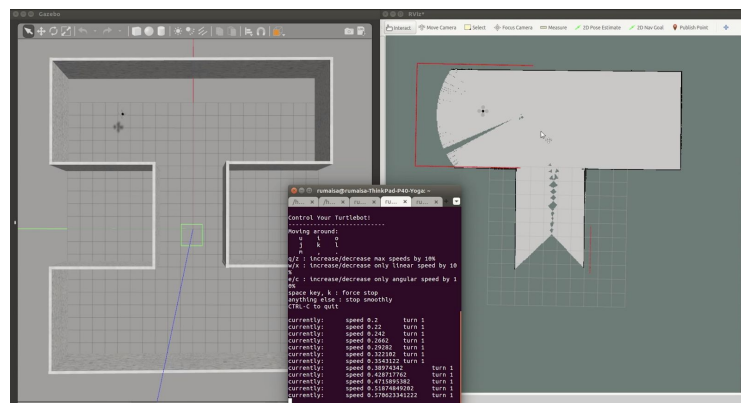 Gazebo
RViz*
Interact Move Camera Select Focus Camera Measure 2D Pose Estimate 2D Nav Goal Publish Point
rumaisa@rumaisa-ThinkPad-P40-Yoga: ~
/h... × /h... × ru... × ru... × ru... ×
Control Your Turtlebot!
---------------------------
Moving around:
u i o
j k l
m , .
q/z : increase/decrease max speeds by 10%
w/x : increase/decrease only linear speed by 10
%
e/c : increase/decrease only angular speed by 1
0%
space key, k : force stop
anything else : stop smoothly
CTRL-C to quit
currently: speed 0.2 turn 1
currently: speed 0.22 turn 1
currently: speed 0.242 turn 1
currently: speed 0.2662 turn 1
currently: speed 0.29282 turn 1
currently: speed 0.322102 turn 1
currently: speed 0.3543122 turn 1
currently: speed 0.38974342 turn 1
currently: speed 0.428717762 turn 1
currently: speed 0.4715895382 turn 1
currently: speed 0.51874849202 turn 1
currently: speed 0.570623341222 turn 1